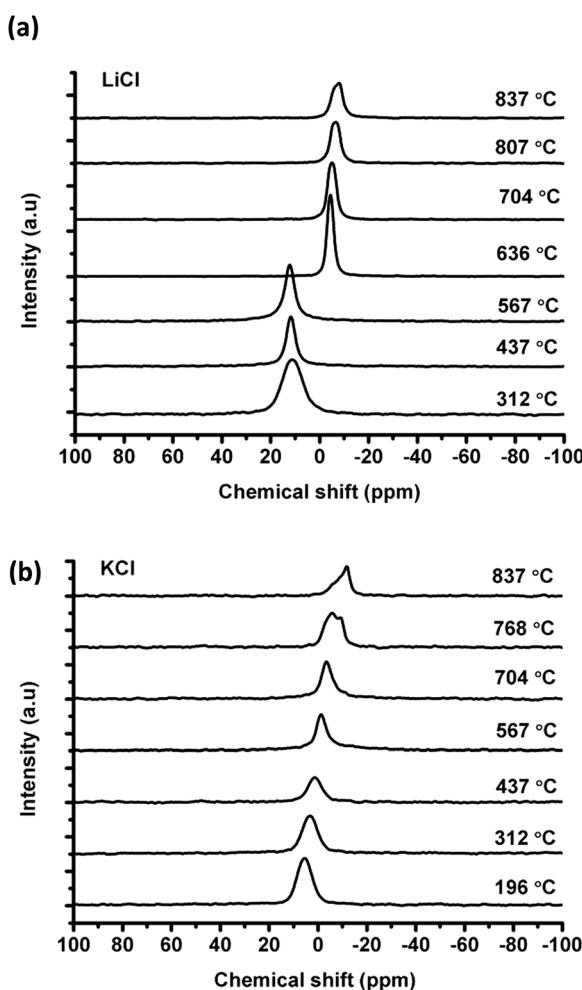 (a)
LiCl
837 °C
807 °C
704 °C
636 °C
567 °C
437 °C
312 °C
Intensity (a.u)
100 80 60 40 20 0 -20 -40 -60 -80 -100
Chemical shift (ppm)
(b)
KCl
837 °C
768 °C
704 °C
567 °C
437 °C
312 °C
196 °C
Intensity (a.u)
100 80 60 40 20 0 -20 -40 -60 -80 -100
Chemical shift (ppm)